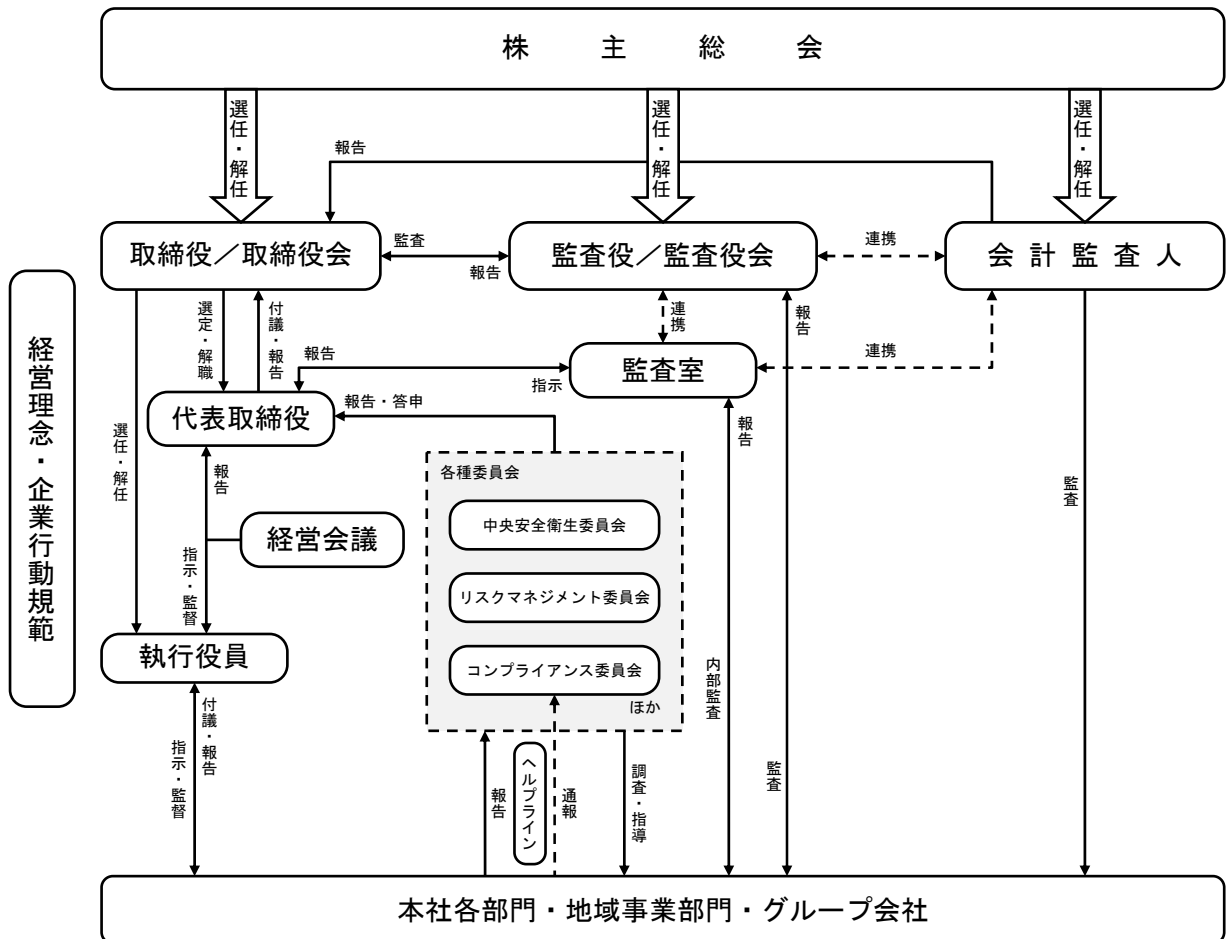 株主総会
選任・解任
選任・解任
選任・解任
報告
取締役／取締役会
監査
報告
監査役／監査役会
連携
会計監査人
経営理念・企業行動規範
選定・解職
付議・報告
連携
報告
報告
指示
監査室
連携
代表取締役
報告・答申
報告
選任・解任
報告
監査
各種委員会
中央安全衛生委員会
経営会議
指示・監督
リスクマネジメント委員会
執行役員
コンプライアンス委員会
ほか
内部監査
付議・報告
指示・監督
報告
ヘルプライン
通報
調査・指導
監査
本社各部門・地域事業部門・グループ会社